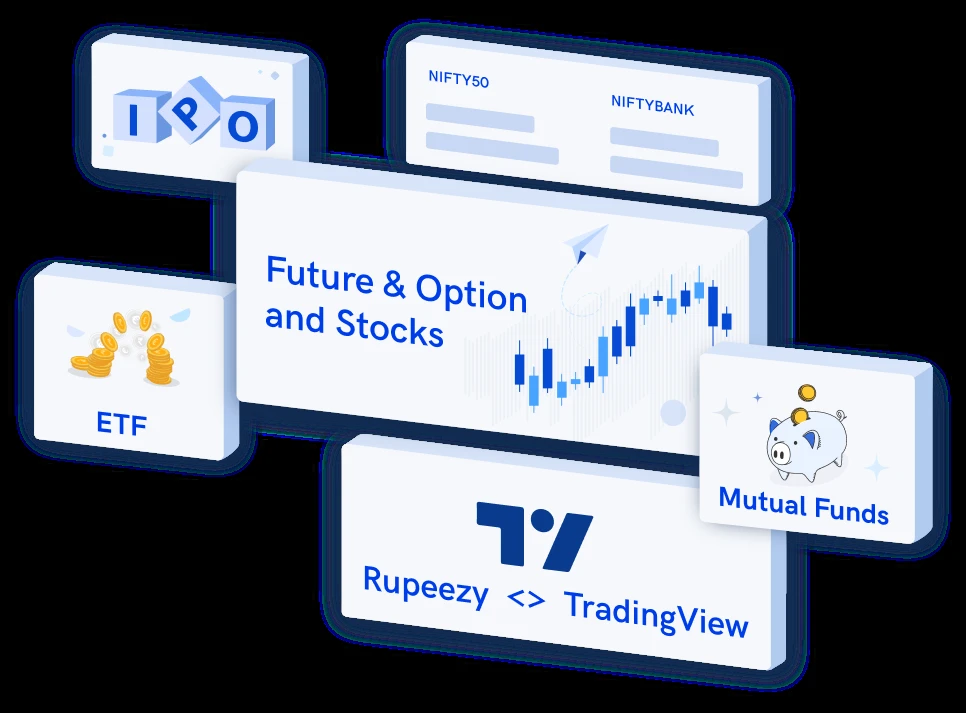 IPO
NIFTY50
NIFTYBANK
Future & Option
and Stocks
ETF
Mutual Funds
Rupeezy <> TradingView